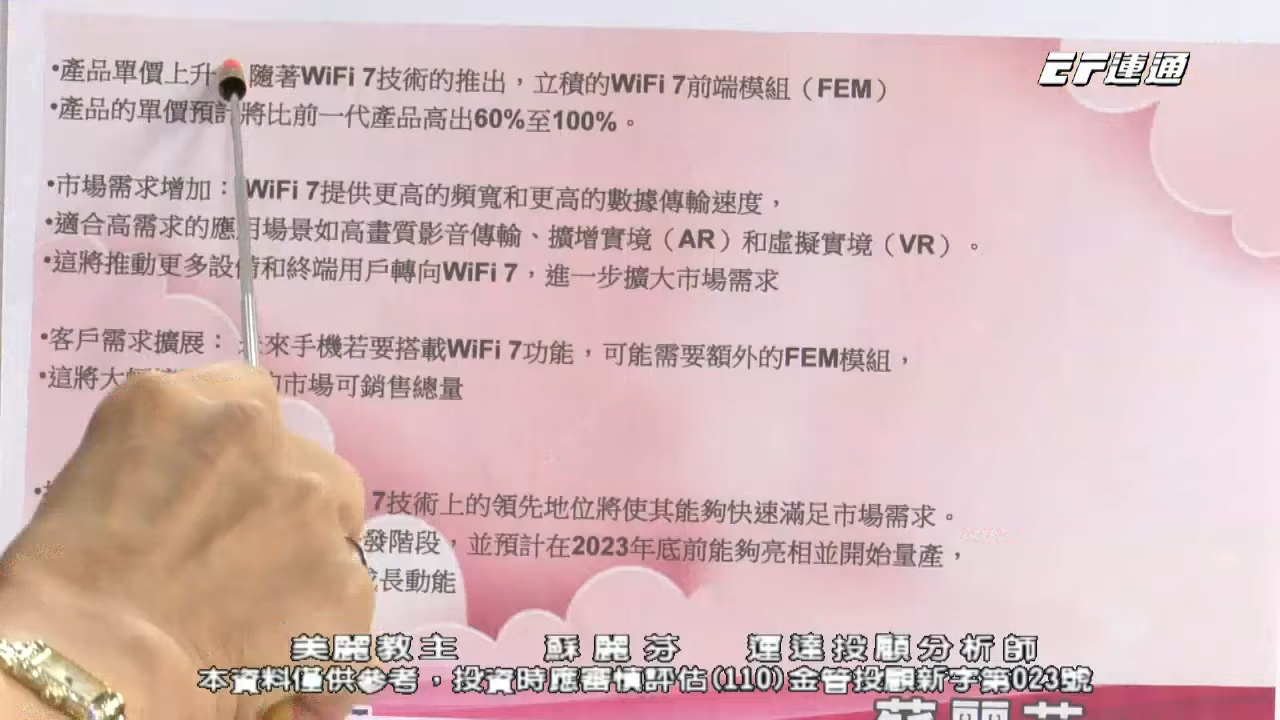 •產品單價上升 隨著WiFi 7技術的推出，立積的WiFi 7前端模組（FEM）
ET運通
•產品的單價預計將比前一代產品高出60%至100%。
•市場需求增加：WiFi 7提供更高的頻寬和更高的數據傳輸速度，
•適合高需求的應用場景如高畫質影音傳輸、擴增實境（AR）和虛擬實境（VR）。
•這將推動更多設備和終端用戶轉向WiFi 7，進一步擴大市場需求
•客戶需求擴展： 來手機若要搭載WiFi 7功能，可能需要額外的FEM模組，
•這將大 市場可銷售總量
7技術上的領先地位將使其能夠快速滿足市場需求。
發階段，並預計在2023年底前能夠亮相並開始量產，
長動能
美麗教主 蘇麗芬 運達投顧分析師
本資料僅供參考，投資時應審慎評估(110)金管投顧新字第023號